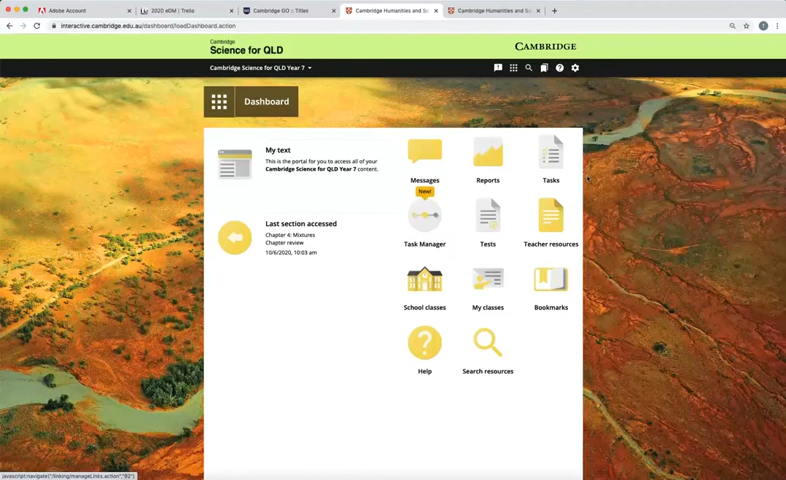 Adobe Account
2020 eDM | Trello
Cambridge GO :: Titles
Cambridge Humanities and So
Cambridge Humanities and So
interactive.cambridge.edu.au/dashboard/loadDashboard.action
Cambridge
Science for QLD
CAMBRIDGE
Cambridge Science for QLD Year 7
Dashboard
My text
This is the portal for you to access all of your
Cambridge Science for QLD Year 7 content.
Messages
Reports
Tasks
New!
Last section accessed
Chapter 4: Mixtures
Chapter review
10/6/2020, 10:03 am
Task Manager
Tests
Teacher resources
School classes
My classes
Bookmarks
Help
Search resources
javascript:navigate("/linking/manageLinks.action","92")